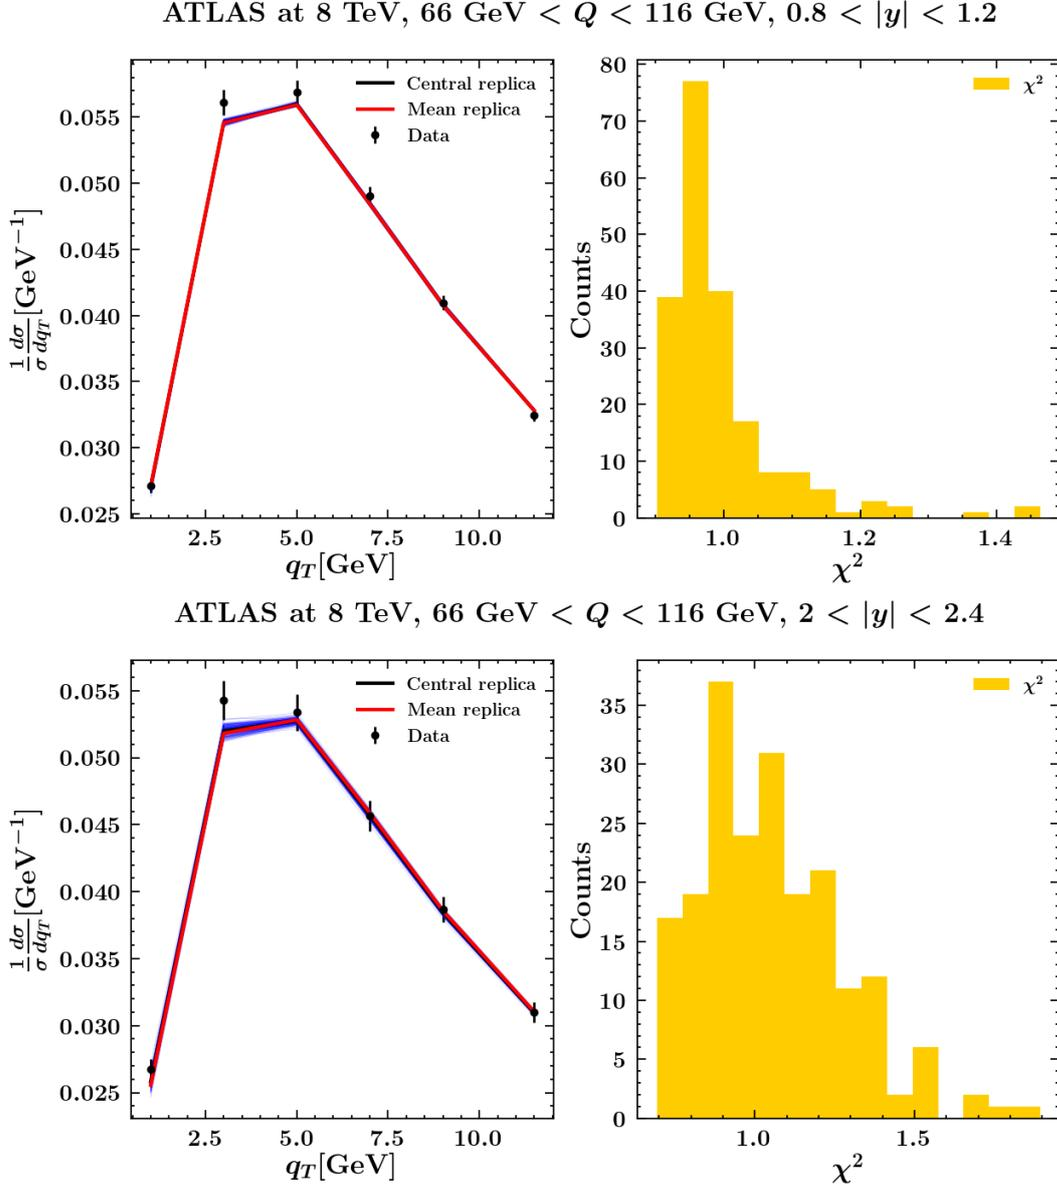 ATLAS at 8 TeV, 66 GeV < Q < 116 GeV, 0.8 < |y| < 1.2
Central replica
Mean replica
Data
0.055
0.050
0.045
0.040
0.035
0.030
0.025
1/σ dσ/dq_T [GeV⁻¹]
2.5 5.0 7.5 10.0
q_T[GeV]
χ²
80
70
60
50
40
30
20
10
0
Counts
1.0 1.2 1.4
χ²
ATLAS at 8 TeV, 66 GeV < Q < 116 GeV, 2 < |y| < 2.4
Central replica
Mean replica
Data
0.055
0.050
0.045
0.040
0.035
0.030
0.025
1/σ dσ/dq_T [GeV⁻¹]
2.5 5.0 7.5 10.0
q_T[GeV]
χ²
35
30
25
20
15
10
5
0
Counts
1.0 1.5
χ²